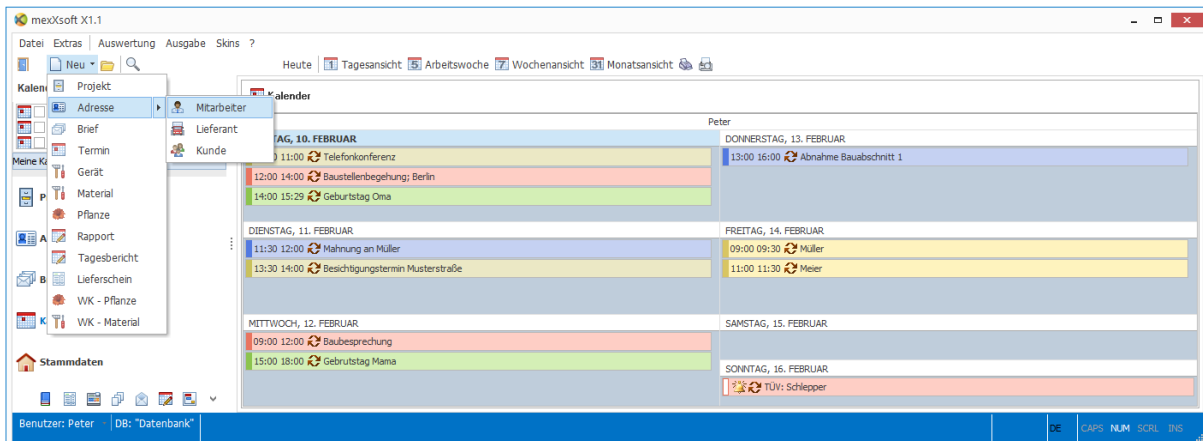 mexXsoft X1.1
Datei Extras Auswertung Ausgabe Skins ?
Neu Heute 1 Tagesansicht 5 Arbeitswoche 7 Wochenansicht 31 Monatsansicht
Projekt
Adresse
Brief
Termin
Gerät
Material
Pflanze
Rapport
Tagesbericht
Lieferschein
WK - Pflanze
WK - Material
Mitarbeiter
Lieferant
Kunde
Stammdaten
Kalender
Peter
TAG, 10. FEBRUAR
11:00 Telefonkonferenz
12:00 14:00 Baustellenbegehung; Berlin
14:00 15:29 Geburtstag Oma
DIENSTAG, 11. FEBRUAR
11:30 12:00 Mahnung an Müller
13:30 14:00 Besichtigungstermin Musterstraße
MITTWOCH, 12. FEBRUAR
09:00 12:00 Baubesprechung
15:00 18:00 Gebrutstag Mama
DONNERSTAG, 13. FEBRUAR
13:00 16:00 Abnahme Bauabschnitt 1
FREITAG, 14. FEBRUAR
09:00 09:30 Müller
11:00 11:30 Meier
SAMSTAG, 15. FEBRUAR
SONNTAG, 16. FEBRUAR
TÜV: Schlepper
Benutzer: Peter DB: "Datenbank" DE CAPS NUM SCRL INS